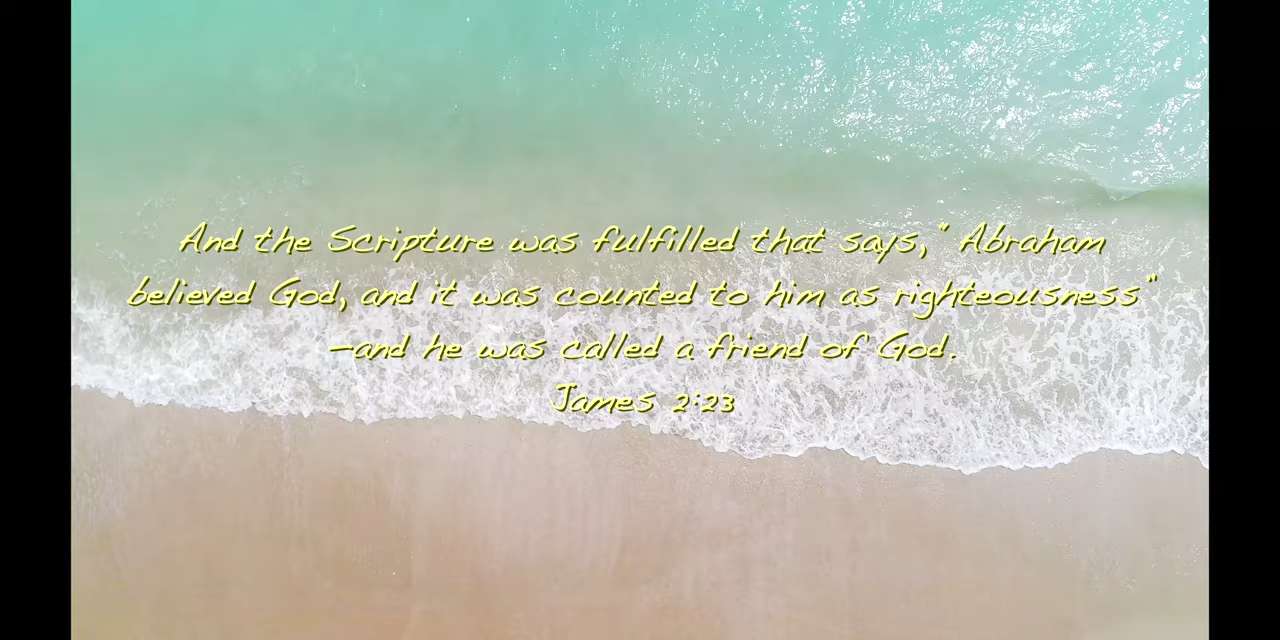 And the Scripture was fulfilled that says," Abraham
believed God, and it was counted to him as righteousness"
—and he was called a friend of God.
James 2:23